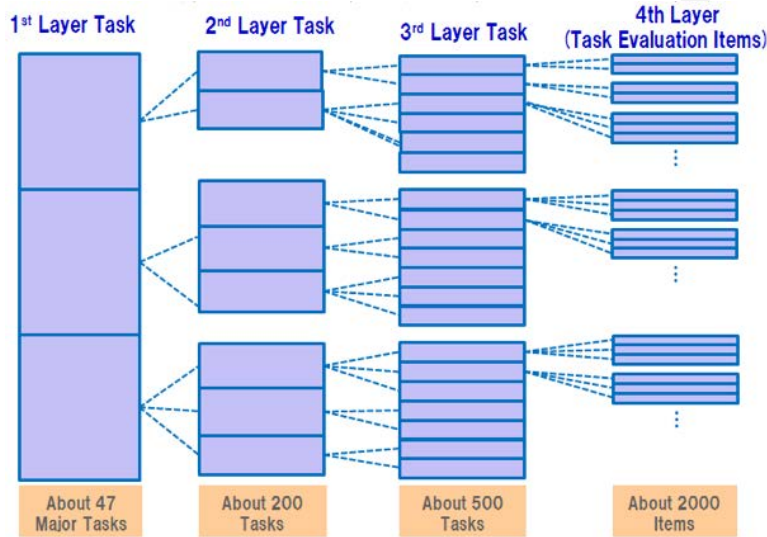 1st Layer Task
2nd Layer Task
3rd Layer Task
4th Layer
(Task Evaluation Items)
About 47
Major Tasks
About 200
Tasks
About 500
Tasks
About 2000
Items